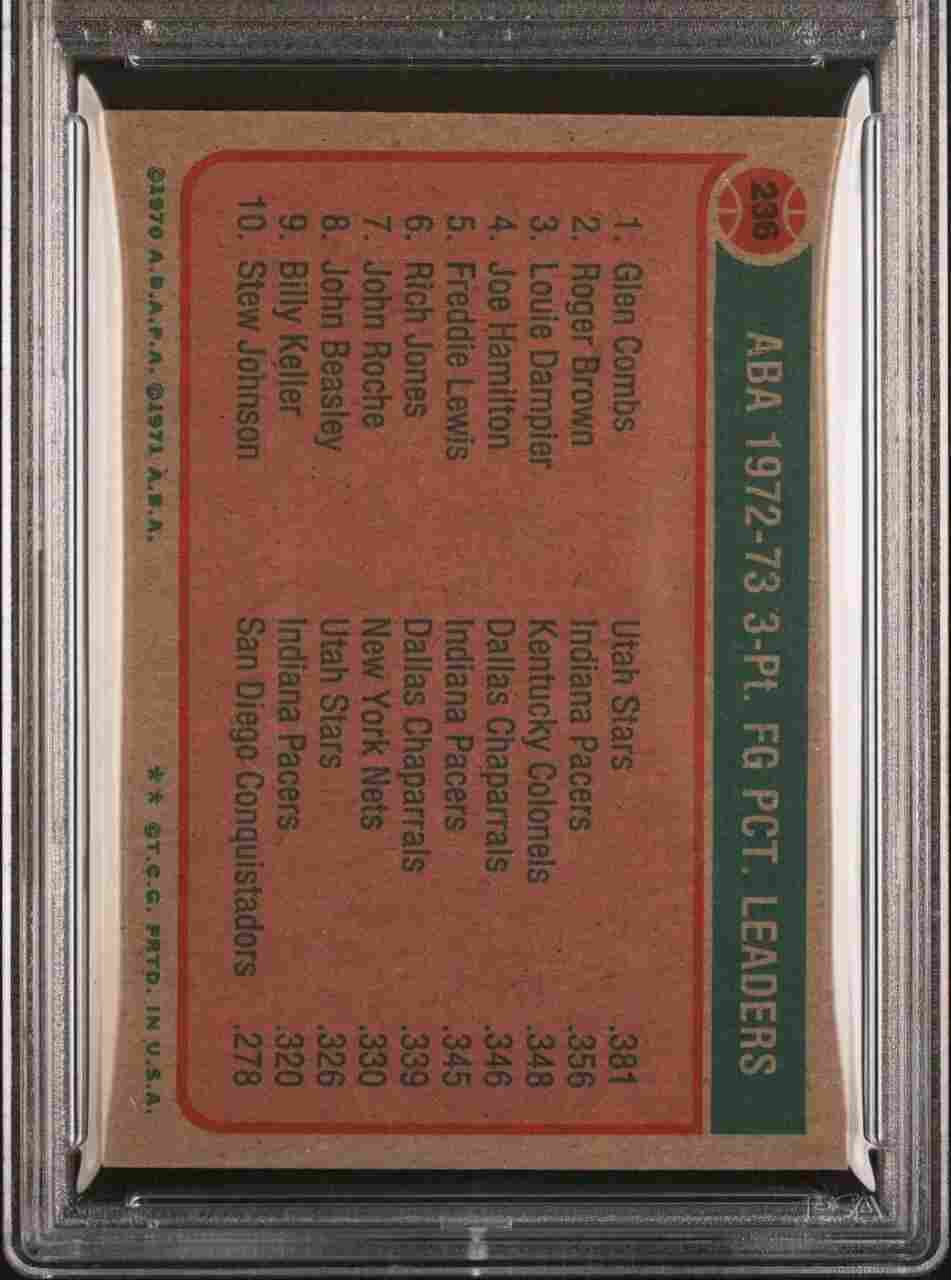 236
ABA 1972-73 3-Pt. FG PCT. LEADERS
1. Glen Combs Utah Stars .381
2. Roger Brown Indiana Pacers .356
3. Louie Dampier Kentucky Colonels .348
4. Joe Hamilton Dallas Chaparrals .346
5. Freddie Lewis Indiana Pacers .345
6. Rich Jones Dallas Chaparrals .339
7. John Roche New York Nets .330
8. John Beasley Utah Stars .326
9. Billy Keller Indiana Pacers .320
10. Stew Johnson San Diego Conquistadors .278
©1970 A.B.A.P.A. ©1971 A.B.A. ** ©T.C.G. PRTD. IN U.S.A.
PSA